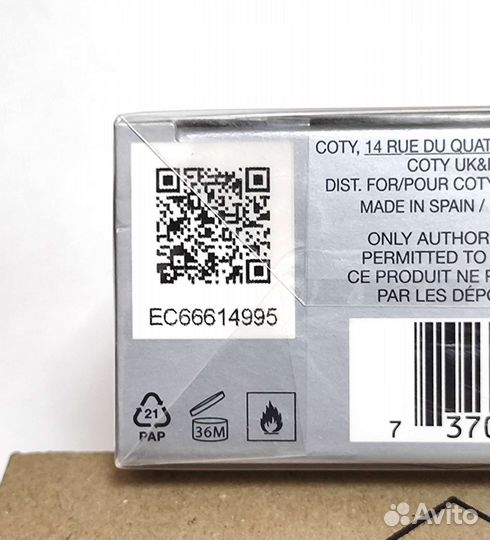 COTY, 14 RUE DU QUAT
COTY UK&
DIST. FOR/POUR COTY
MADE IN SPAIN /
ONLY AUTHOR
PERMITTED TO
CE PRODUIT NE
PAR LES DÉP
EC66614995
21
PAP
36M
7 370
Avito